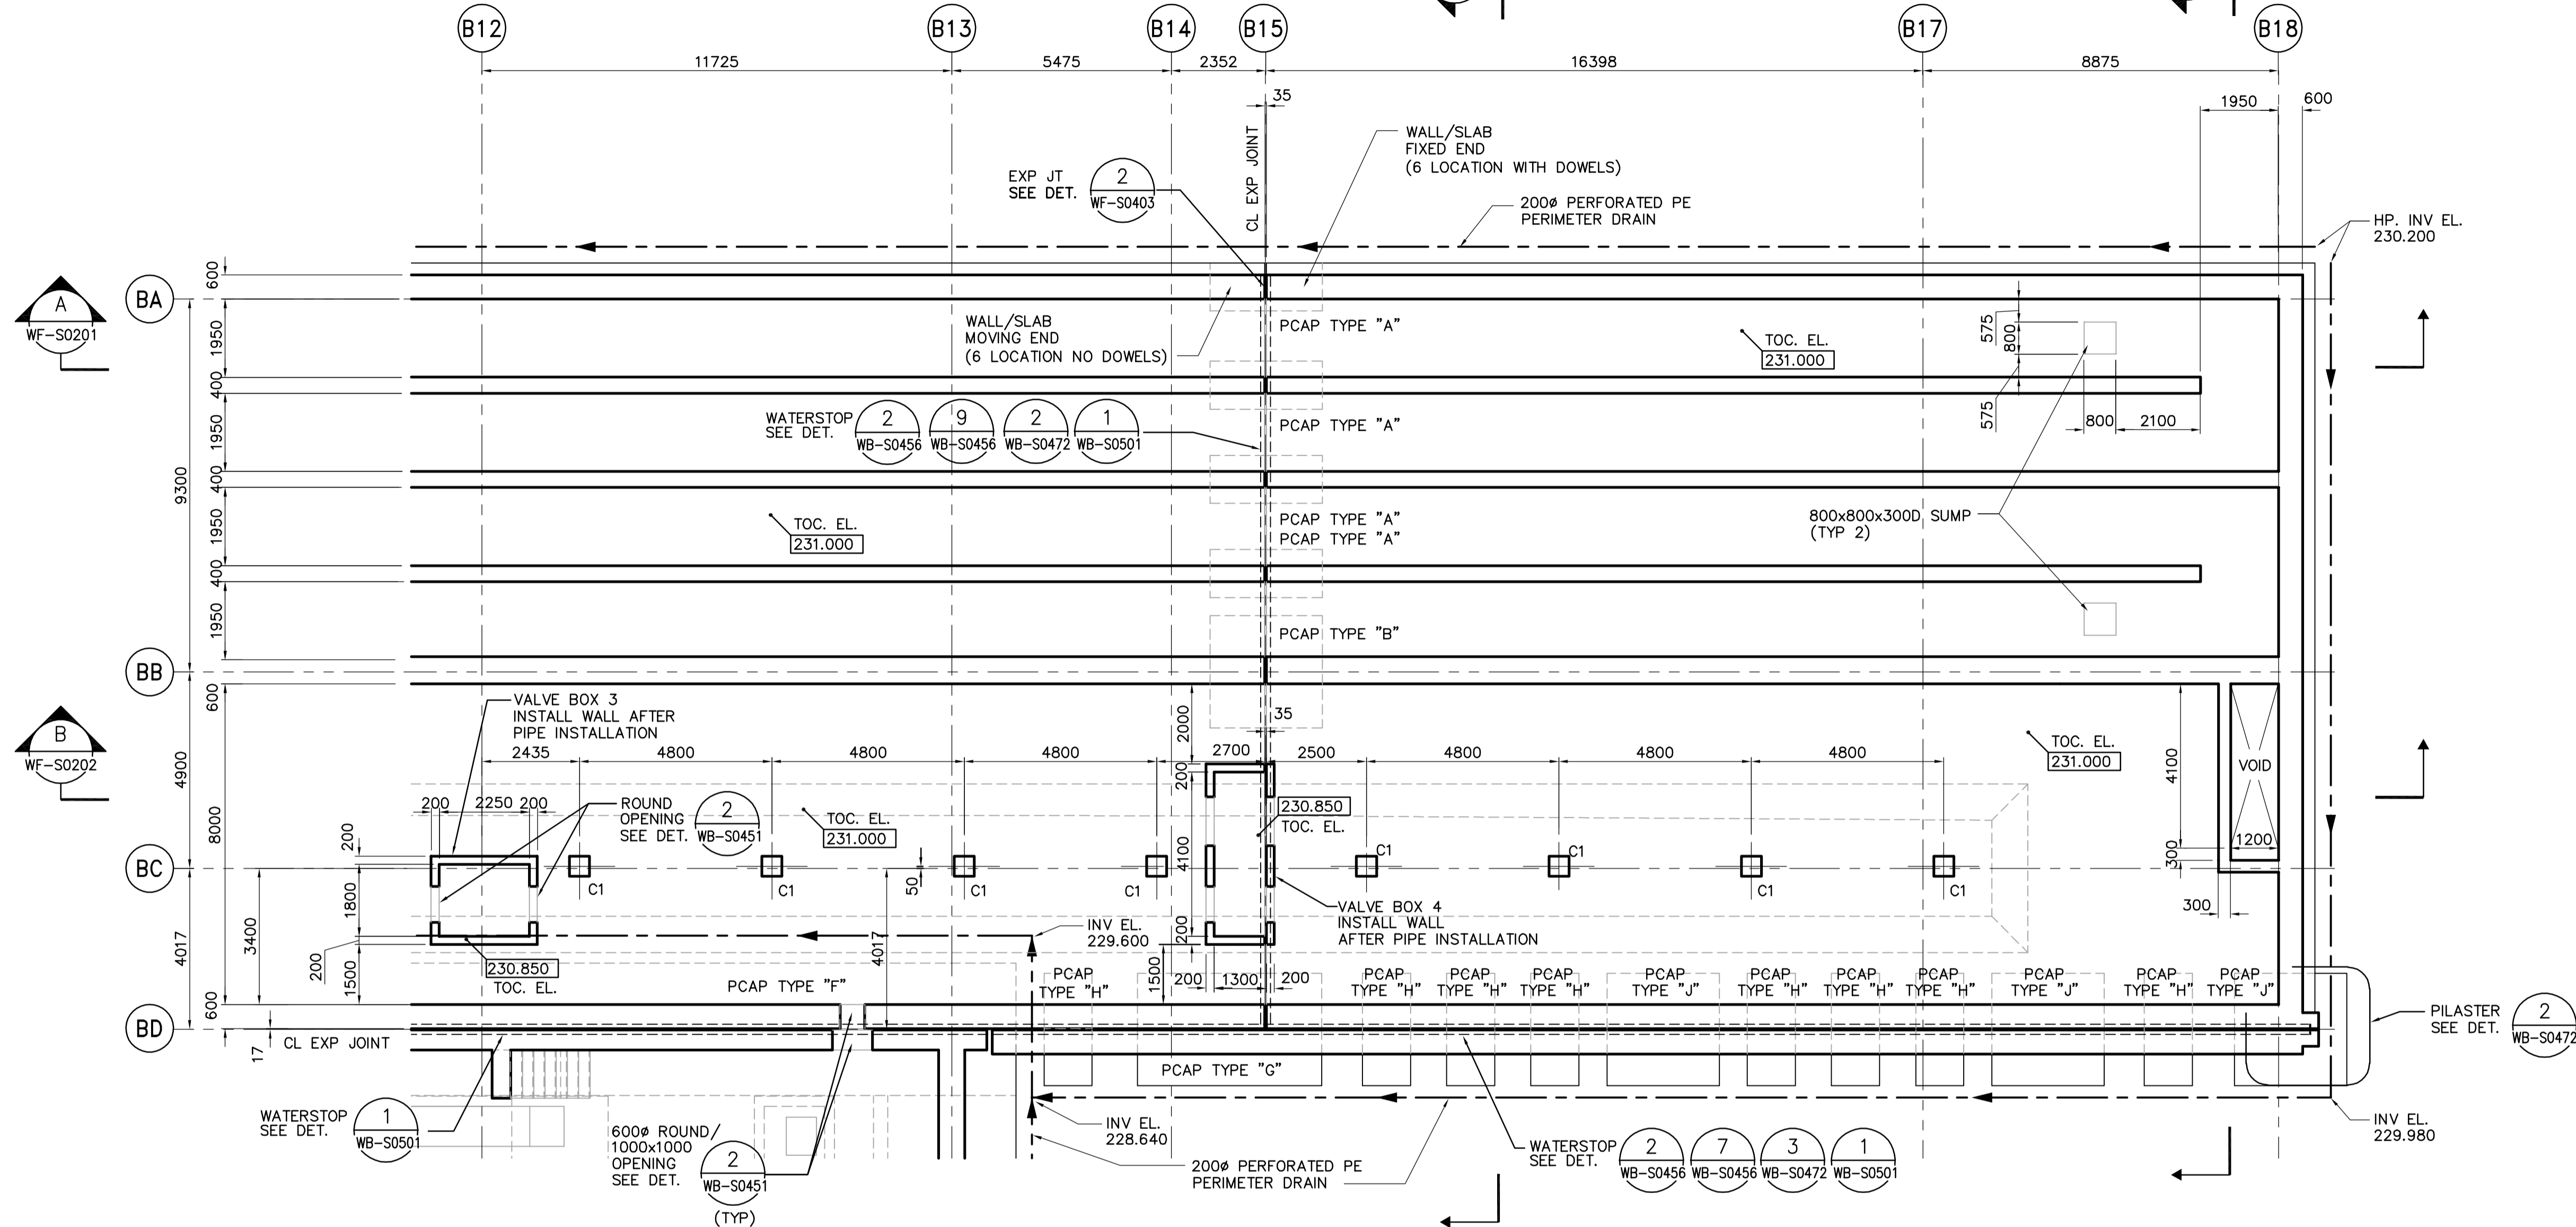 B12
B13
B14
B15
B17
B18
11725
5475
2352
16398
8875
35
1950
600
CL EXP JOINT
WALL/SLAB
FIXED END
(6 LOCATION WITH DOWELS)
EXP JT
SEE DET.
2
WF-S0403
200ø PERFORATED PE
PERIMETER DRAIN
HP. INV EL.
230.200
A
WF-S0201
BA
600
1950
400
1950
400
1950
400
1950
9300
WALL/SLAB
MOVING END
(6 LOCATION NO DOWELS)
PCAP TYPE "A"
TOC. EL.
231.000
575
800
575
800
2100
WATERSTOP
SEE DET.
2
WB-S0456
9
WB-S0456
2
WB-S0472
1
WB-S0501
PCAP TYPE "A"
TOC. EL.
231.000
PCAP TYPE "A"
PCAP TYPE "A"
800x800x300D SUMP
(TYP 2)
PCAP TYPE "B"
BB
B
WF-S0202
600
4900
8000
VALVE BOX 3
INSTALL WALL AFTER
PIPE INSTALLATION
2435
4800
4800
4800
2000
2700
35
2500
4800
4800
4800
TOC. EL.
231.000
4100
VOID
1200
300
300
200
2250
200
ROUND
OPENING
SEE DET.
2
WB-S0451
TOC. EL.
231.000
200
230.850
TOC. EL.
4100
200
BC
200
1800
200
1500
3400
4017
C1
C1
C1
C1
C1
C1
C1
C1
50
4017
VALVE BOX 4
INSTALL WALL
AFTER PIPE INSTALLATION
INV EL.
229.600
230.850
TOC. EL.
1500
200
1300
200
PCAP TYPE "F"
PCAP
TYPE "H"
PCAP
TYPE "H"
PCAP
TYPE "H"
PCAP
TYPE "H"
PCAP
TYPE "J"
PCAP
TYPE "H"
PCAP
TYPE "H"
PCAP
TYPE "H"
PCAP
TYPE "J"
PCAP
TYPE "H"
PCAP
TYPE "J"
BD
600
17
CL EXP JOINT
PCAP TYPE "G"
PILASTER
SEE DET.
2
WB-S0472
WATERSTOP
SEE DET.
1
WB-S0501
600ø ROUND/
1000x1000
OPENING
SEE DET.
2
WB-S0451
(TYP)
INV EL.
228.640
200ø PERFORATED PE
PERIMETER DRAIN
WATERSTOP
SEE DET.
2
WB-S0456
7
WB-S0456
3
WB-S0472
1
WB-S0501
INV EL.
229.980